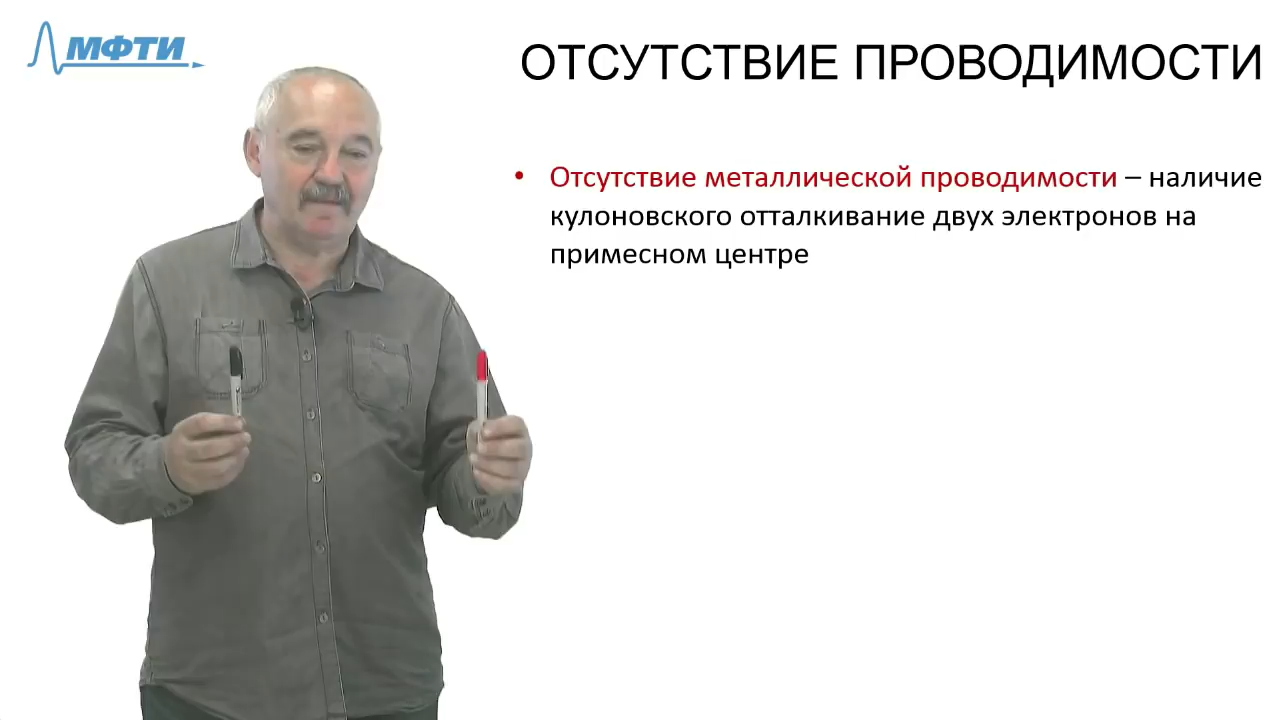 МФТИ
ОТСУТСТВИЕ ПРОВОДИМОСТИ
• Отсутствие металлической проводимости – наличие
кулоновского отталкивание двух электронов на
примесном центре